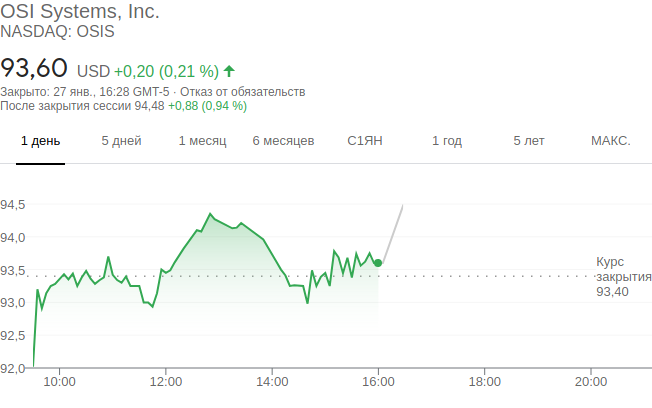 OSI Systems, Inc.
NASDAQ: OSIS
93,60 USD +0,20 (0,21 %)
Закрыто: 27 янв., 16:28 GMT-5 · Отказ от обязательств
После закрытия сессии 94,48 +0,88 (0,94 %)
1 день 5 дней 1 месяц 6 месяцев С1ЯН 1 год 5 лет МАКС.
94,5
94,0
93,5
93,0
92,5
92,0
Курс
закрытия
93,40
10:00 12:00 14:00 16:00 18:00 20:00